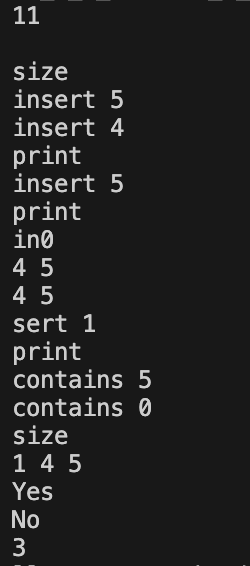 11

size
insert 5
insert 4
print
insert 5
print
in0
4 5
4 5
sert 1
print
contains 5
contains 0
size
1 4 5
Yes
No
3